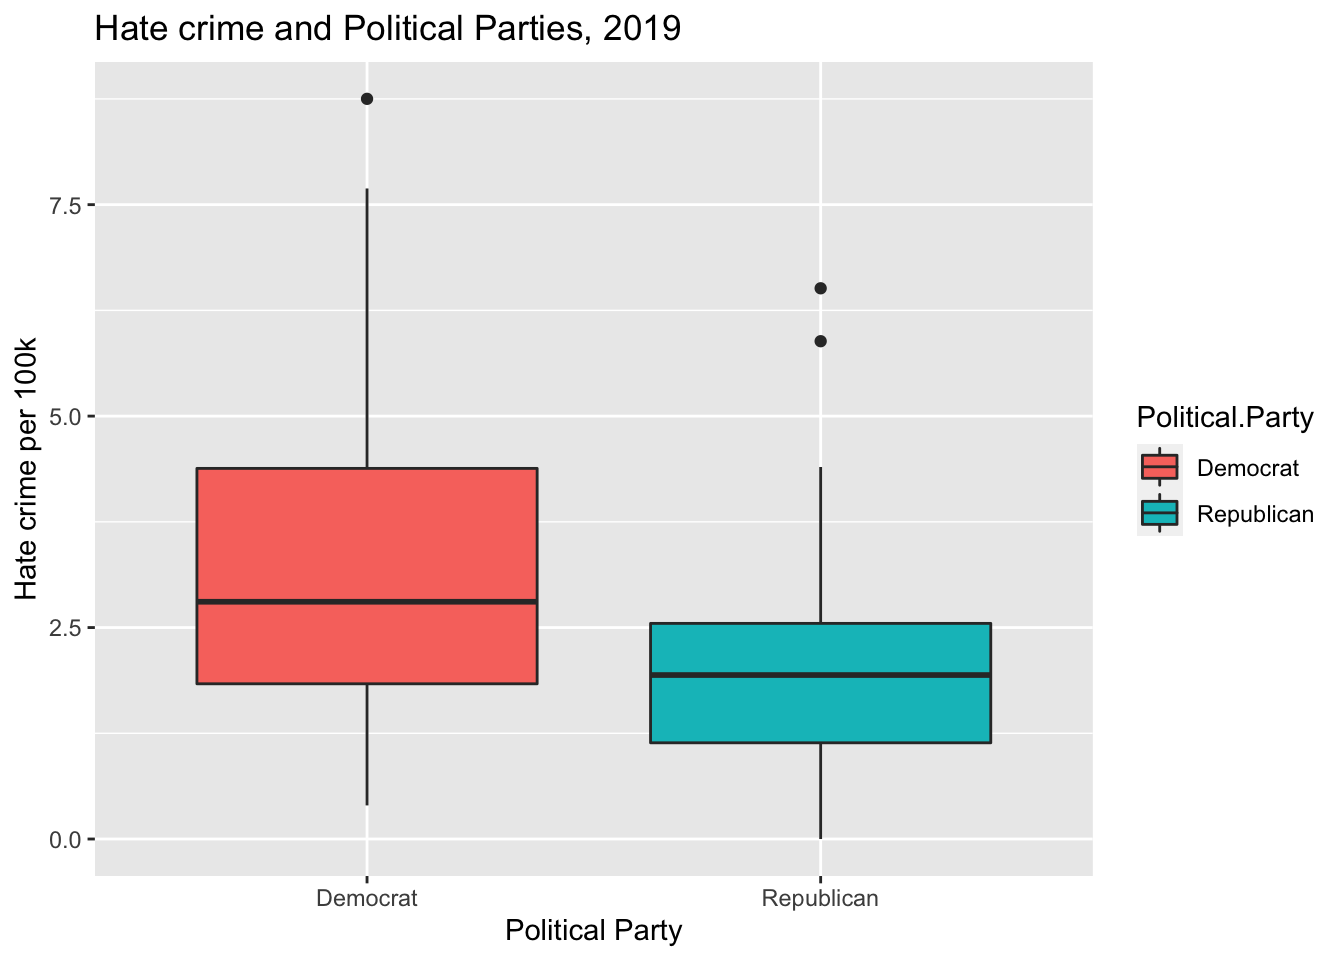 Hate crime and Political Parties, 2019
Hate crime per 100k
7.5
5.0
2.5
0.0
Democrat
Republican
Political Party
Political.Party
Democrat
Republican